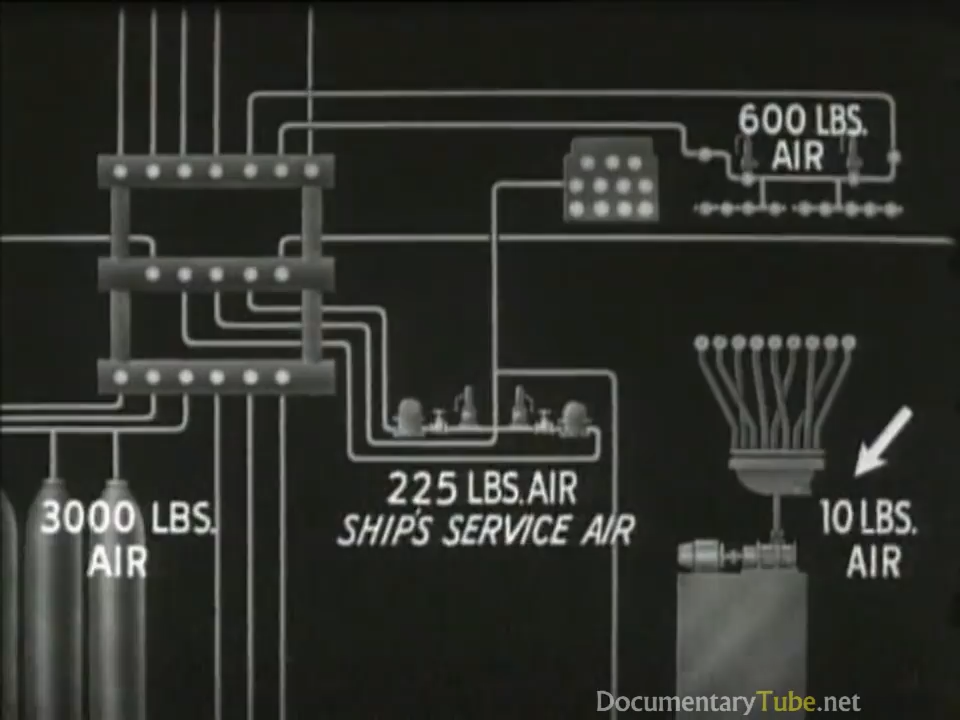 600 LBS.
AIR
3000 LBS.
AIR
225 LBS. AIR
SHIP'S SERVICE AIR
10 LBS.
AIR
DocumentaryTube.net